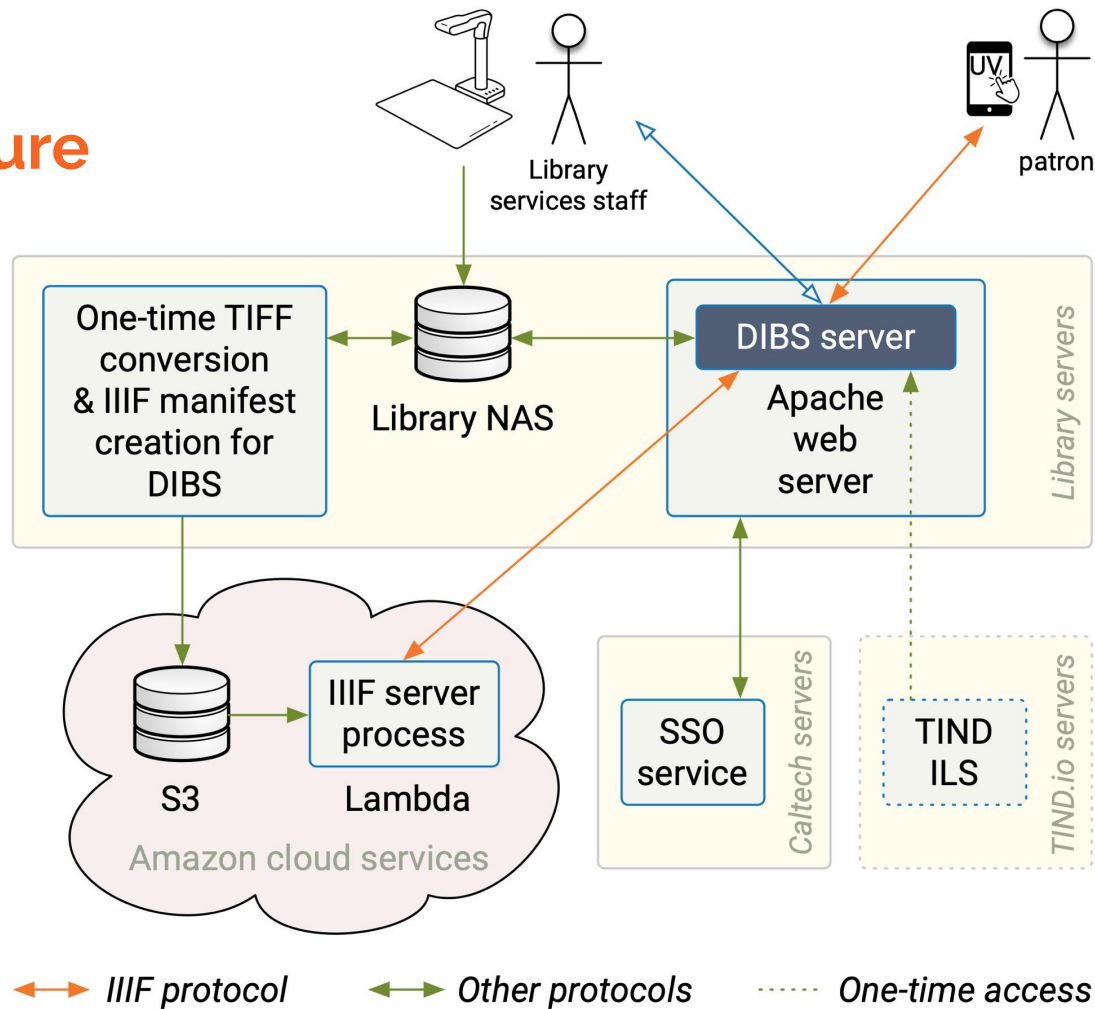 ure
UV
Library
services staff
patron
One-time TIFF
conversion
& IIIF manifest
creation for
DIBS
Library NAS
DIBS server
Apache
web
server
Library servers
S3
IIIF server
process
Lambda
Amazon cloud services
SSO
service
Caltech servers
TIND
ILS
TIND.io servers
IIIF protocol
Other protocols
One-time access